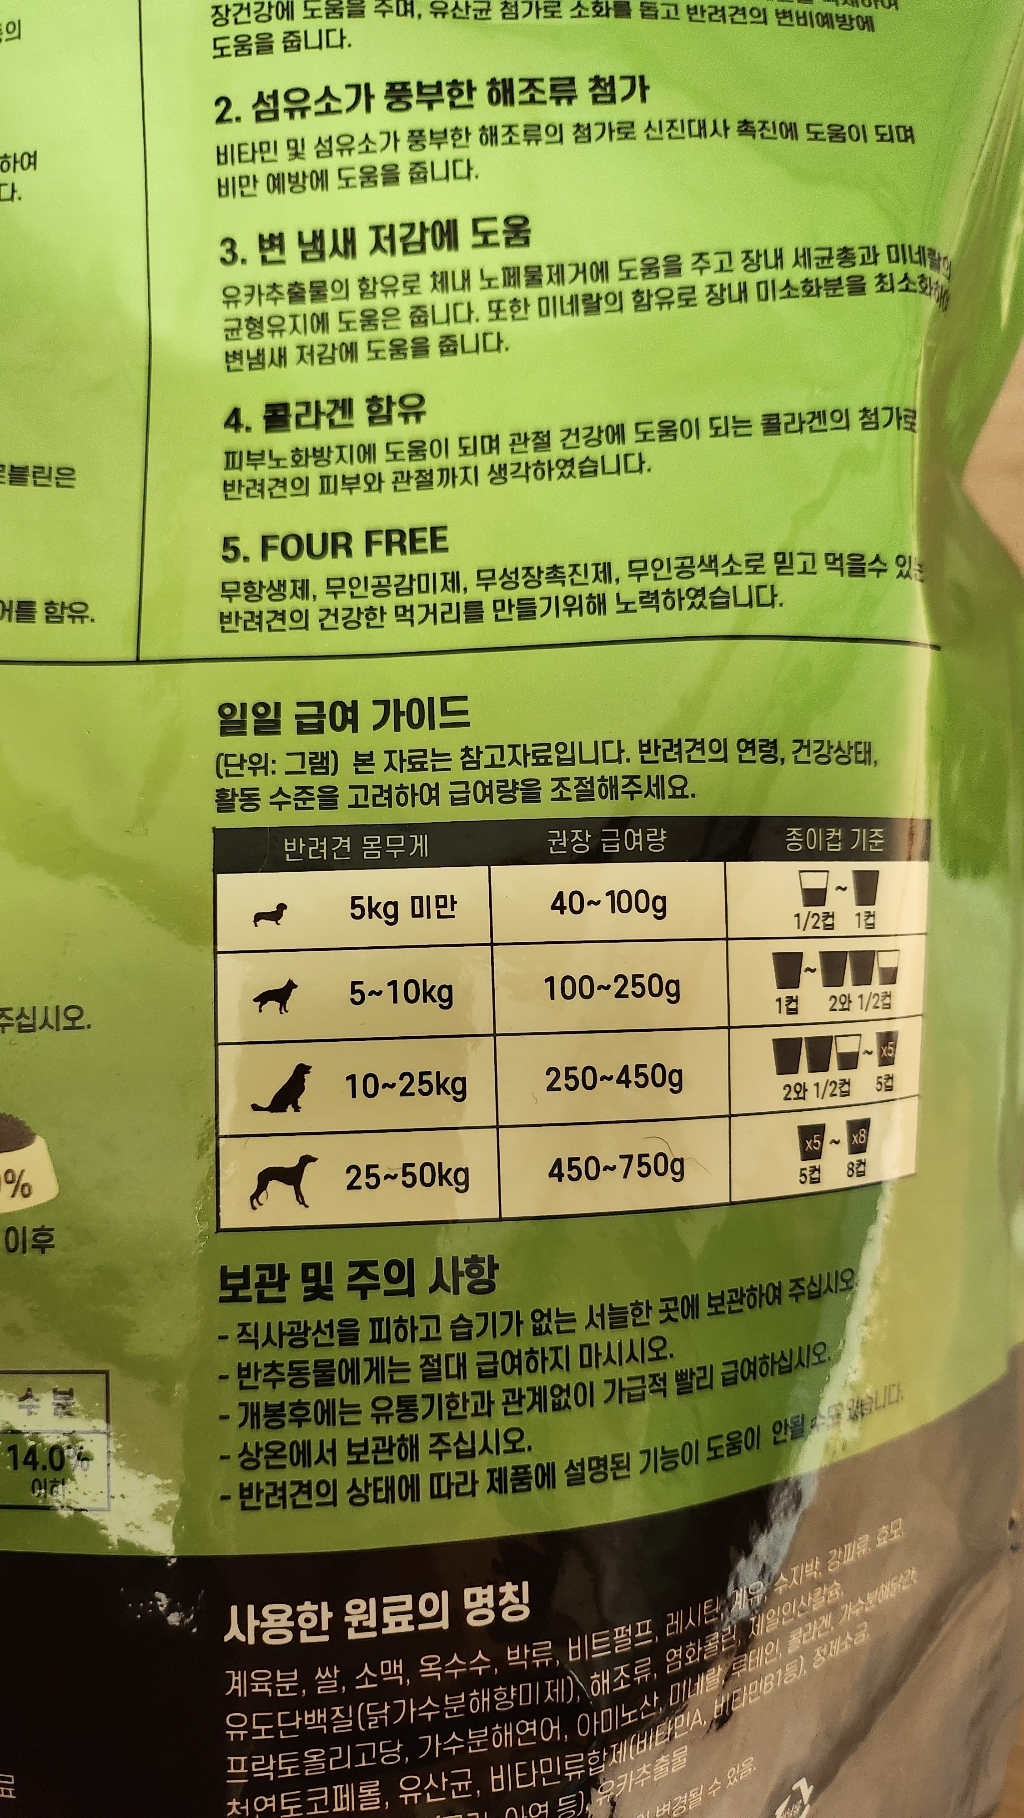 장건강에 도움을 주며, 유산균 첨가로 소화를 돕고 반려견의 변비예방에
도움을 줍니다.
2. 섬유소가 풍부한 해조류 첨가
비타민 및 섬유소가 풍부한 해조류의 첨가로 신진대사 촉진에 도움이 되며
비만 예방에 도움을 줍니다.
3. 변 냄새 저감에 도움
유카추출물의 함유로 체내 노폐물제거에 도움을 주고 장내 세균총과 미네랄의
균형유지에 도움은 줍니다. 또한 미네랄의 함유로 장내 미소화분을 최소화하여
변냄새 저감에 도움을 줍니다.
4. 콜라겐 함유
피부노화방지에 도움이 되며 관절 건강에 도움이 되는 콜라겐의 첨가로
반려견의 피부와 관절까지 생각하였습니다.
5. FOUR FREE
무항생제, 무인공감미제, 무성장촉진제, 무인공색소로 믿고 먹을수 있는
반려견의 건강한 먹거리를 만들기위해 노력하였습니다.
하여
다.
블린은
어를 함유.
주십시오.
%
이후
수 분
14.0%
이하
일일 급여 가이드
(단위: 그램) 본 자료는 참고자료입니다. 반려견의 연령, 건강상태,
활동 수준을 고려하여 급여량을 조절해주세요.
반려견 몸무게 권장 급여량 종이컵 기준
5kg 미만 40~100g ~ 1/2컵 1컵
5~10kg 100~250g ~ 1컵 2와 1/2컵
10~25kg 250~450g ~ x5 2와 1/2컵 5컵
25~50kg 450~750g x5 ~ x8 5컵 8컵
보관 및 주의 사항
- 직사광선을 피하고 습기가 없는 서늘한 곳에 보관하여 주십시오.
- 반추동물에게는 절대 급여하지 마시시오.
- 개봉후에는 유통기한과 관계없이 가급적 빨리 급여하십시오.
- 상온에서 보관해 주십시오.
- 반려견의 상태에 따라 제품에 설명된 기능이 도움이 안될 수도 있습니다.
사용한 원료의 명칭
계육분, 쌀, 소맥, 옥수수, 박류, 비트펄프, 레시틴, 계유, 수지박, 강피류, 효모,
유도단백질(닭가수분해향미제), 해조류, 염화콜린, 제일인산칼슘,
프락토올리고당, 가수분해연어, 아미노산, 미네랄, 루테인, 콜라겐, 가수분해닭간,
천연토코페롤, 유산균, 비타민류합제(비타민A, 비타민B1등), 정제소금,
아연 등), 유카추출물
변경될 수 있음.